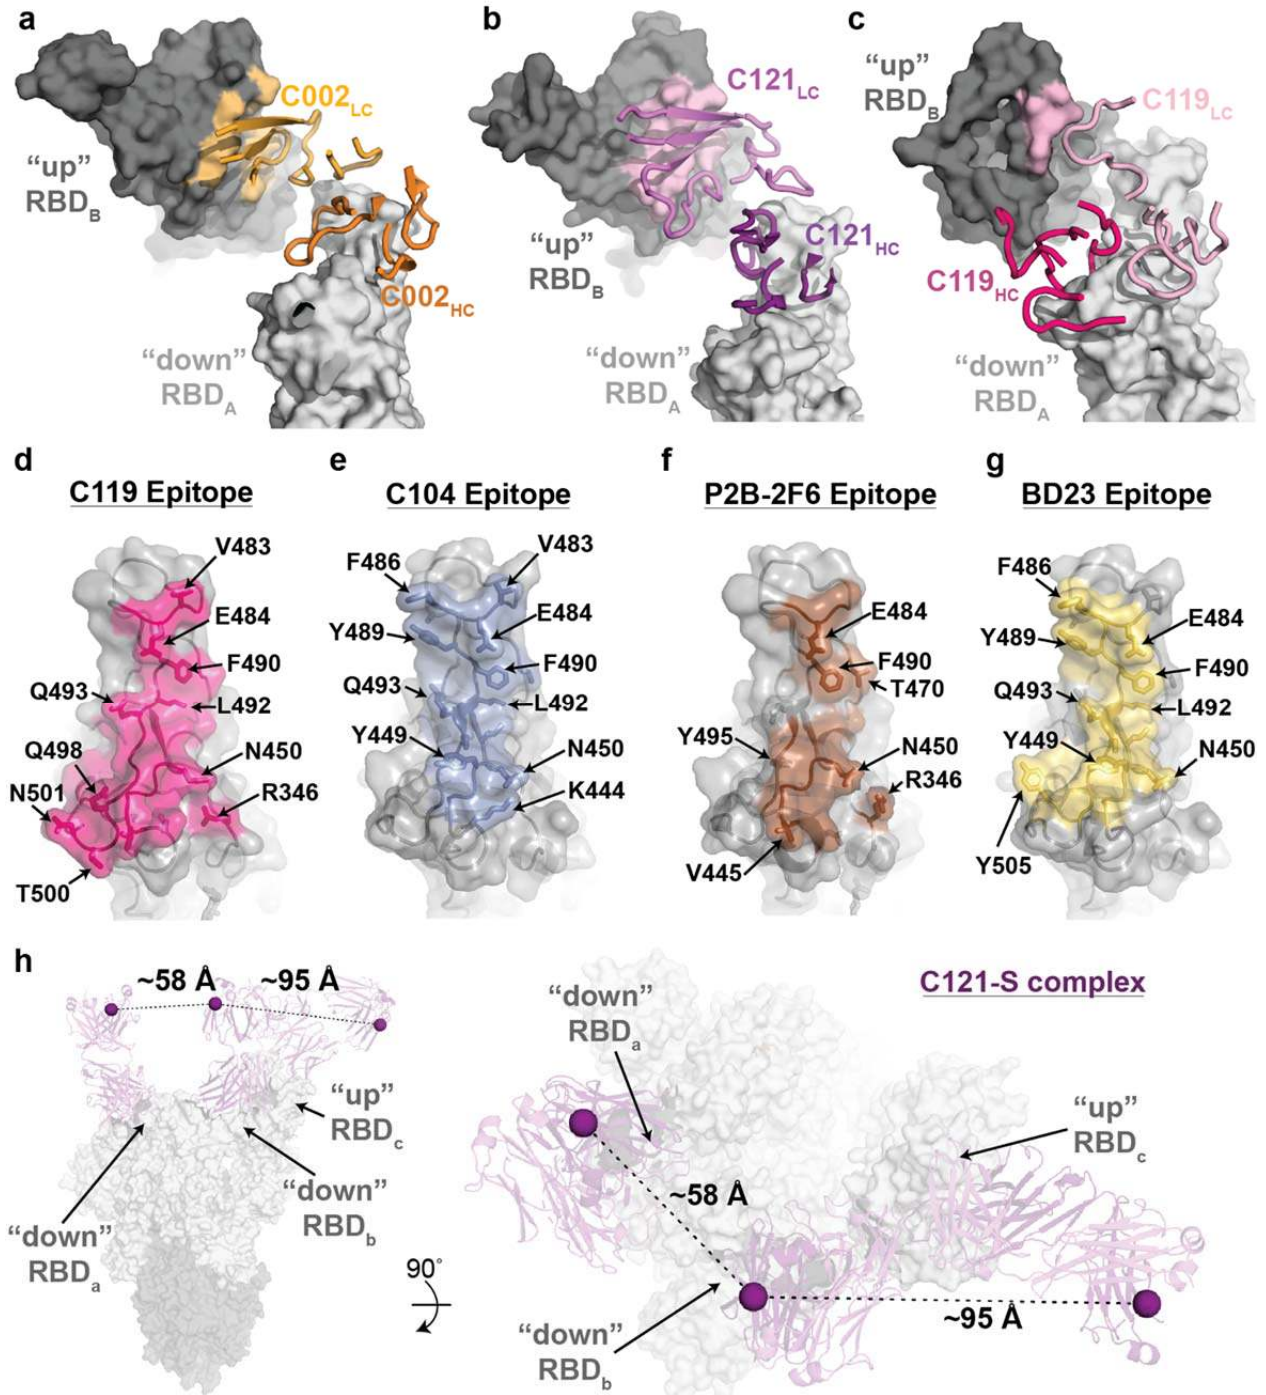 a
C002LC
“up”
RBDB
C002HC
“down”
RBDA
b
C121LC
“up”
RBDB
C121HC
“down”
RBDA
c
“up”
RBDB
C119LC
C119HC
“down”
RBDA
d
C119 Epitope
V483
E484
F490
Q493
L492
Q498
N450
N501
R346
T500
e
C104 Epitope
F486
V483
Y489
E484
F490
Q493
L492
Y449
N450
K444
f
P2B-2F6 Epitope
E484
F490
T470
Y495
N450
R346
V445
g
BD23 Epitope
F486
E484
Y489
F490
Q493
L492
Y449
N450
Y505
h
~58 Å
~95 Å
“up”
RBDc
“down”
RBDb
“down”
RBDa
90°
C121-S complex
“down”
RBDa
“up”
RBDc
~58 Å
~95 Å
“down”
RBDb